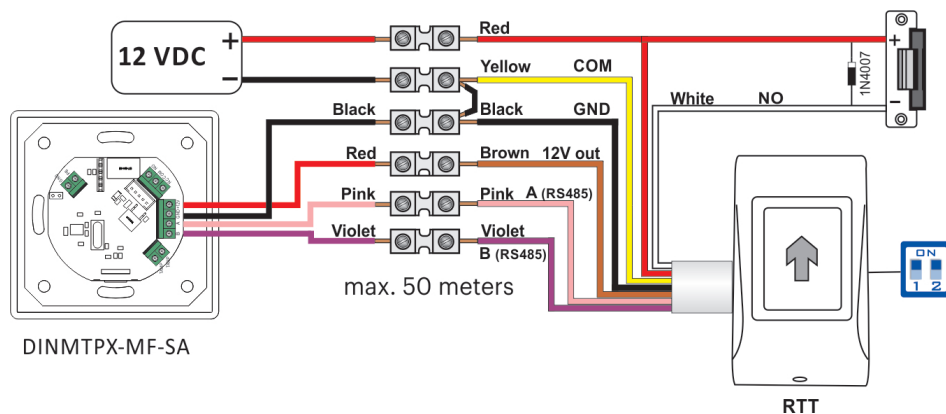 12 VDC
+
−
Red
Yellow COM
Black
Black GND
Red
Brown 12V out
Pink
Pink A (RS485)
Violet
Violet
B (RS485)
max. 50 meters
White NO
1N4007
+
−
ON
1 2
DINMTPX-MF-SA
RTT